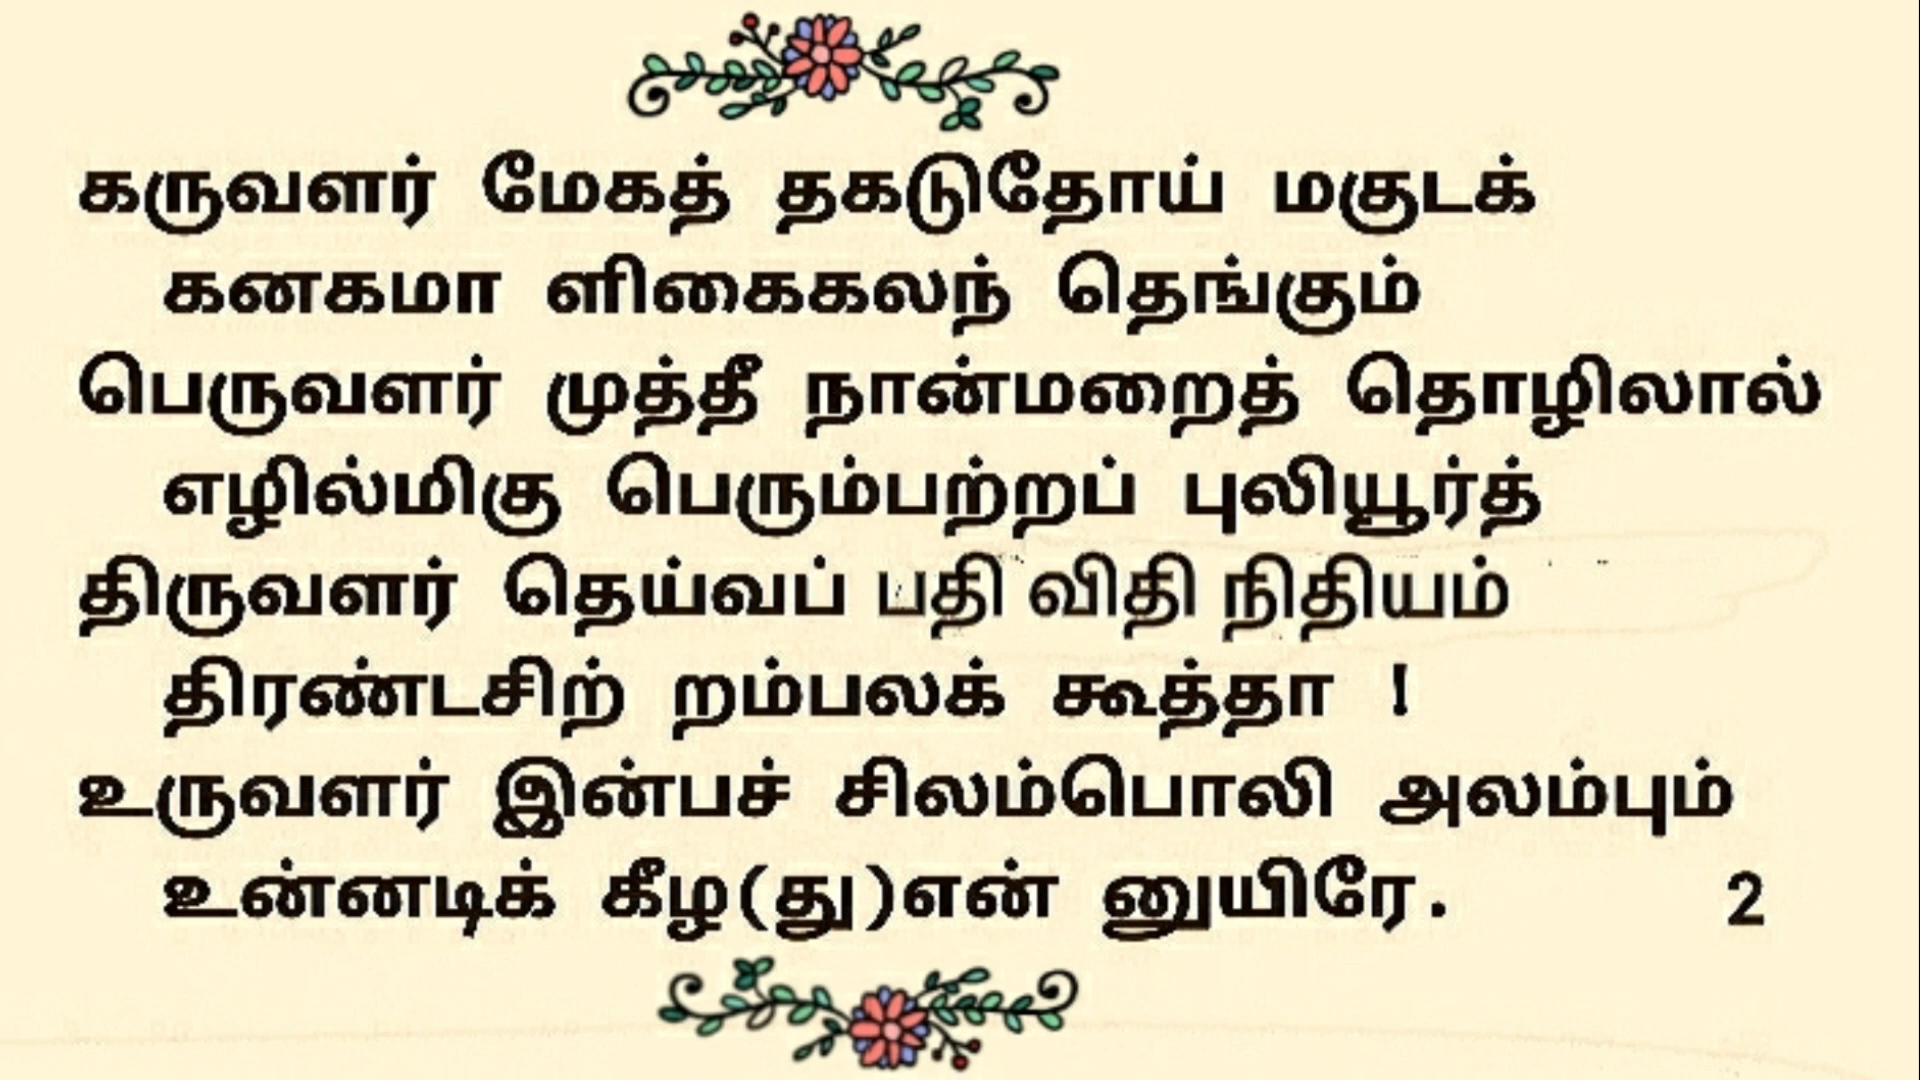 கருவளர் மேகத் தகடுதோய் மகுடக்
கனகமா ளிகைகலந் தெங்கும்
பெருவளர் முத்தீ நான்மறைத் தொழிலால்
எழில்மிகு பெரும்பற்றப் புலியூர்த்
திருவளர் தெய்வப் பதி விதி நிதியம்
திரண்டசிற் றம்பலக் கூத்தா !
உருவளர் இன்பச் சிலம்பொலி அலம்பும்
உன்னடிக் கீழ(து)என் னுயிரே. 2